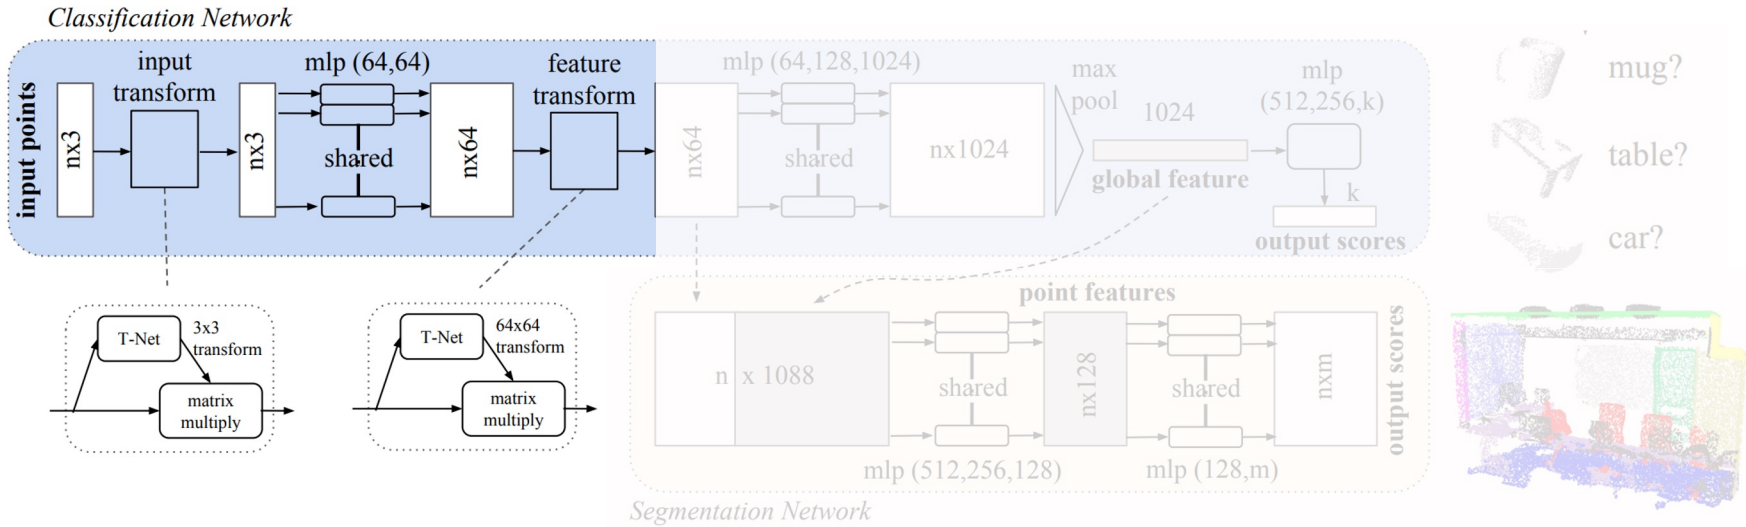 Classification Network
input points
nx3
input
transform
nx3
mlp (64,64)
shared
nx64
feature
transform
nx64
mlp (64,128,1024)
shared
nx1024
max
pool
1024
global feature
mlp
(512,256,k)
k
output scores
mug?
table?
car?
T-Net
3x3
transform
matrix
multiply
T-Net
64x64
transform
matrix
multiply
point features
n x 1088
shared
mlp (512,256,128)
nx128
shared
mlp (128,m)
nxm
output scores
Segmentation Network